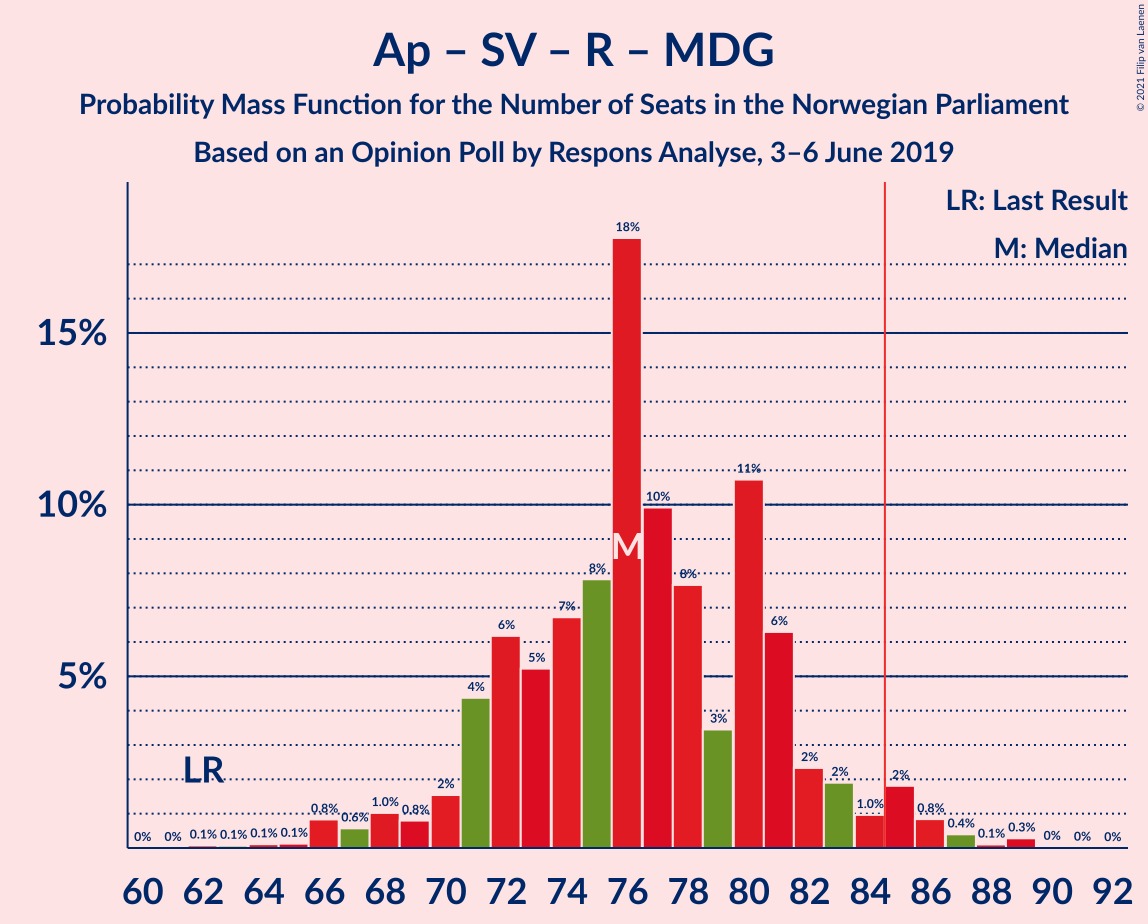 Ap – SV – R – MDG
Probability Mass Function for the Number of Seats in the Norwegian Parliament
Based on an Opinion Poll by Respons Analyse, 3–6 June 2019
© 2021 Filip van Laenen
LR: Last Result
M: Median
15%
10%
5%
LR
M
0% 0% 0.1% 0.1% 0.1% 0.1% 0.8% 0.6% 1.0% 0.8% 2% 4% 6% 5% 7% 8% 18% 10% 8% 3% 11% 6% 2% 2% 1.0% 2% 0.8% 0.4% 0.1% 0.3% 0% 0% 0%
60 62 64 66 68 70 72 74 76 78 80 82 84 86 88 90 92